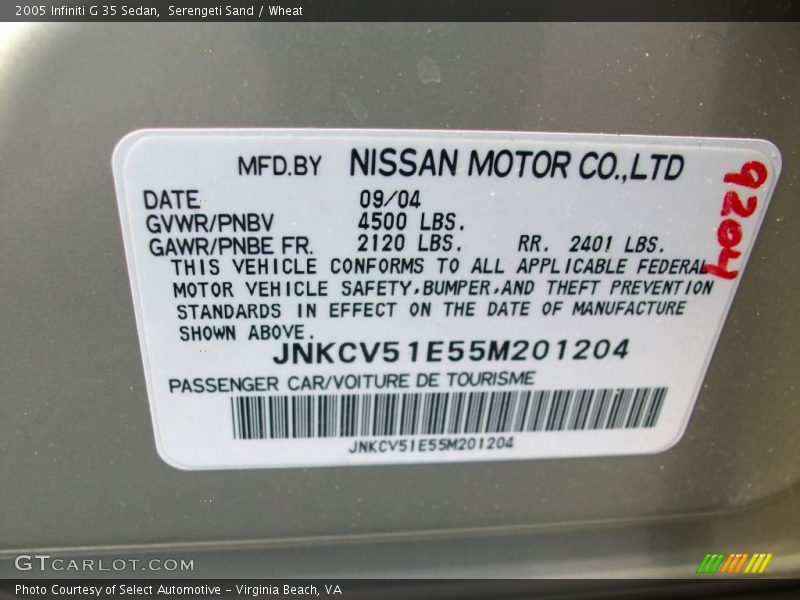 2005 Infiniti G 35 Sedan, Serengeti Sand / Wheat
MFD.BY NISSAN MOTOR CO.,LTD
DATE 09/04
GVWR/PNBV 4500 LBS.
GAWR/PNBE FR. 2120 LBS. RR. 2401 LBS.
THIS VEHICLE CONFORMS TO ALL APPLICABLE FEDERAL
MOTOR VEHICLE SAFETY,BUMPER,AND THEFT PREVENTION
STANDARDS IN EFFECT ON THE DATE OF MANUFACTURE
SHOWN ABOVE.
JNKCV51E55M201204
PASSENGER CAR/VOITURE DE TOURISME
JNKCV51E55M201204
9204
GTCARLOT.COM
Photo Courtesy of Select Automotive - Virginia Beach, VA